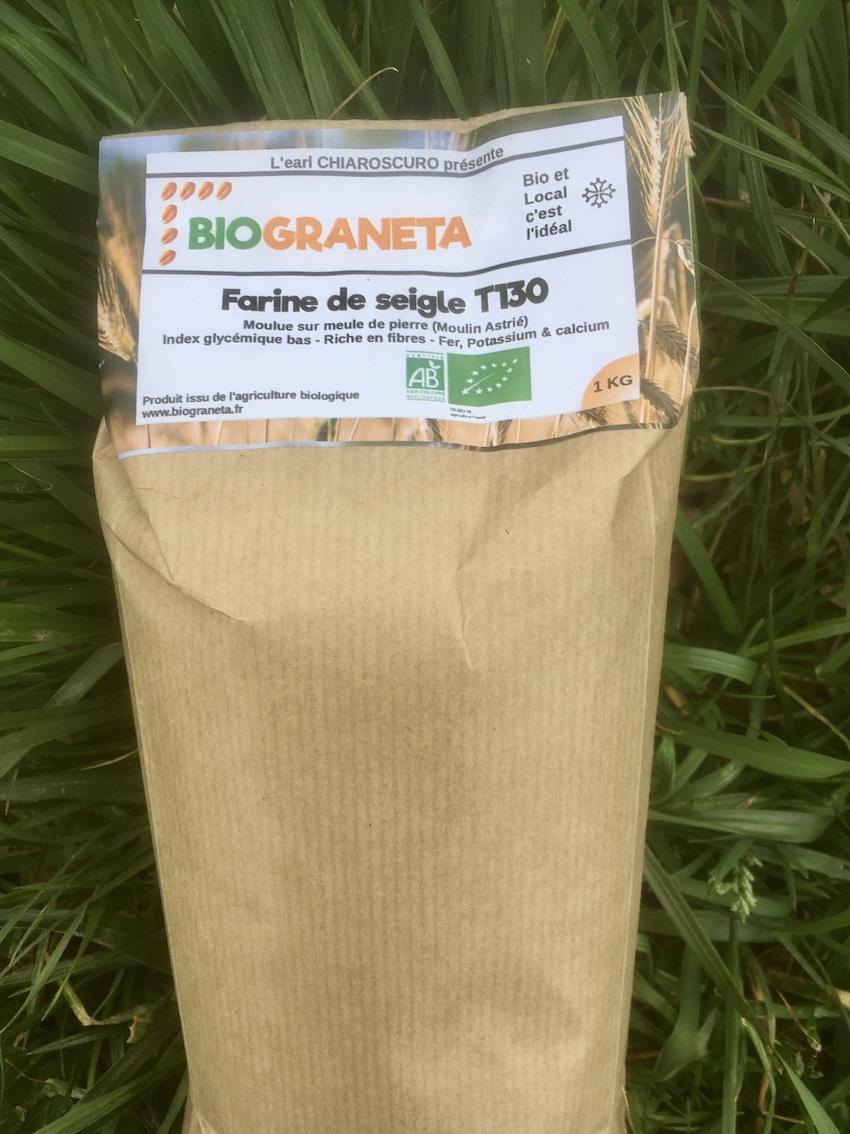 L'earl CHIAROSCURO présente
BIOGRANETA
Bio et
Local
c'est
l'idéal
Farine de seigle T130
Moulue sur meule de pierre (Moulin Astrié)
Index glycémique bas - Riche en fibres - Fer, Potassium & calcium
AB
AGRICULTURE
BIOLOGIQUE
1 KG
Produit issu de l'agriculture biologique
www.biograneta.fr